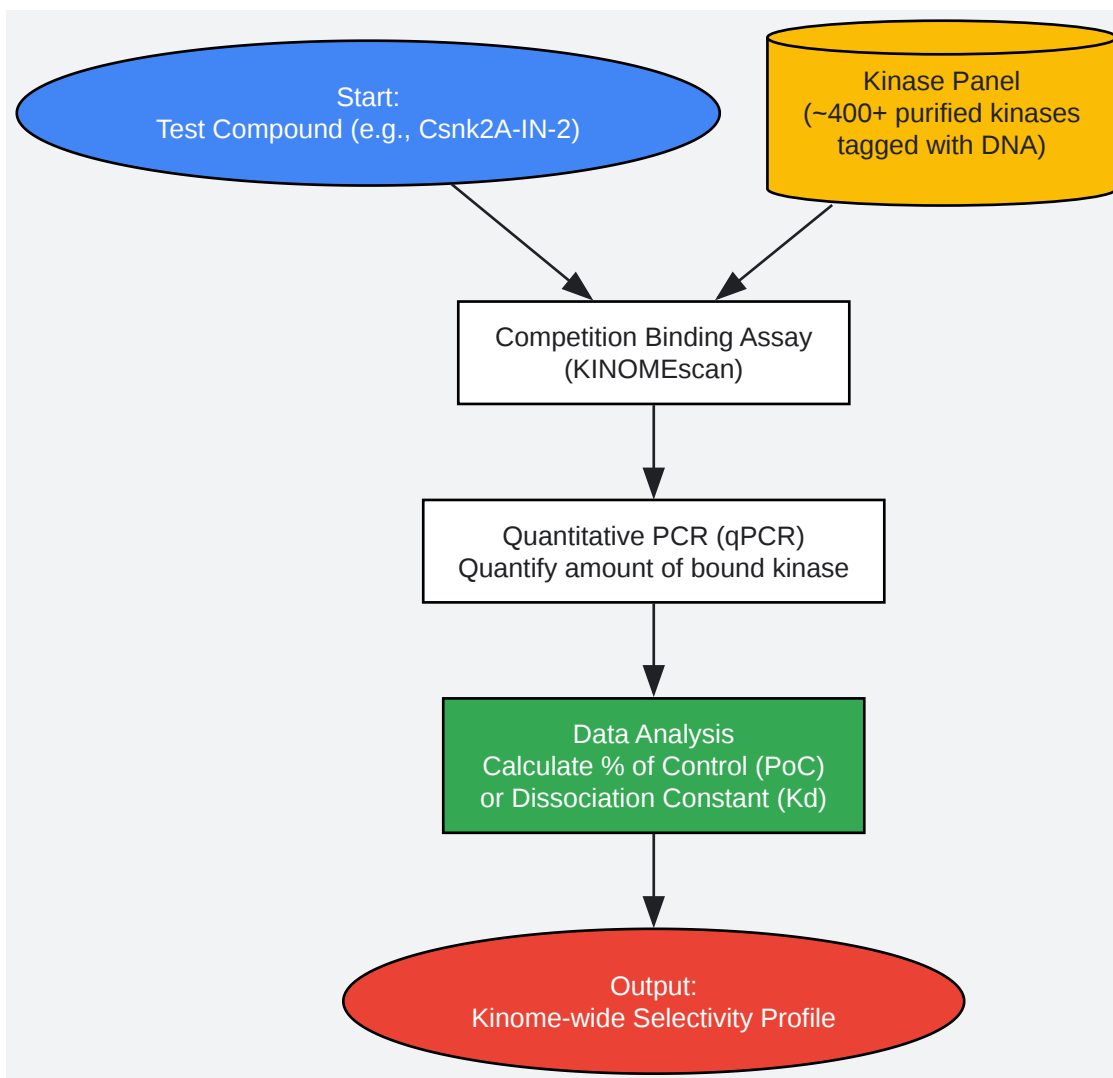 Start:
Test Compound (e.g., Csnk2A-IN-2)
Kinase Panel
(~400+ purified kinases
tagged with DNA)
Competition Binding Assay
(KINOMEscan)
Quantitative PCR (qPCR)
Quantify amount of bound kinase
Data Analysis
Calculate % of Control (PoC)
or Dissociation Constant (Kd)
Output:
Kinome-wide Selectivity Profile